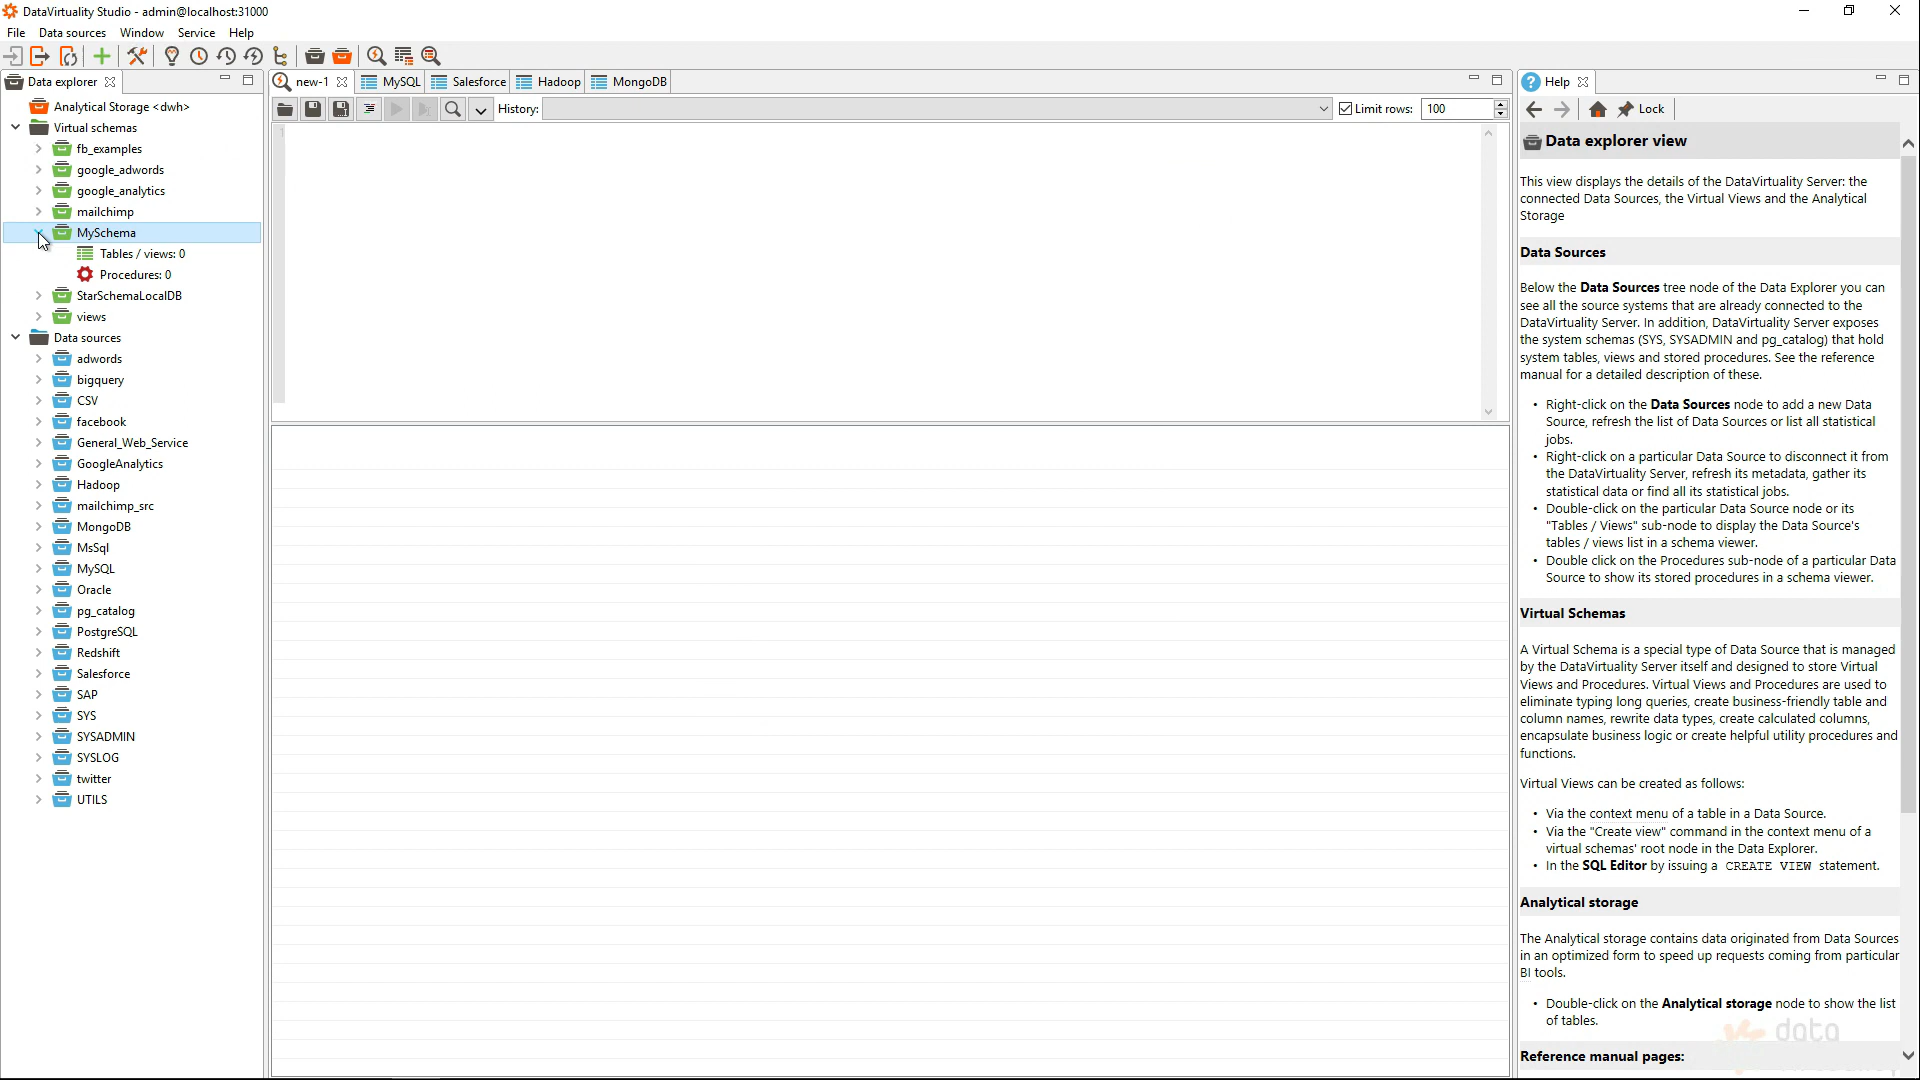 DataVirtuality Studio - admin@localhost:31000
File Data sources Window Service Help
Data explorer
new-1 MySQL Salesforce Hadoop MongoDB
Help
Analytical Storage <dwh>
Virtual schemas
fb_examples
google_adwords
google_analytics
mailchimp
MySchema
Tables / views: 0
Procedures: 0
StarSchemaLocalDB
views
Data sources
adwords
bigquery
CSV
facebook
General_Web_Service
GoogleAnalytics
Hadoop
mailchimp_src
MongoDB
MsSql
MySQL
Oracle
pg_catalog
PostgreSQL
Redshift
Salesforce
SAP
SYS
SYSADMIN
SYSLOG
twitter
UTILS
History: Limit rows: 100
1
Lock
Data explorer view
This view displays the details of the DataVirtuality Server: the
connected Data Sources, the Virtual Views and the Analytical
Storage
Data Sources
Below the Data Sources tree node of the Data Explorer you can
see all the source systems that are already connected to the
DataVirtuality Server. In addition, DataVirtuality Server exposes
the system schemas (SYS, SYSADMIN and pg_catalog) that hold
system tables, views and stored procedures. See the reference
manual for a detailed description of these.
• Right-click on the Data Sources node to add a new Data
Source, refresh the list of Data Sources or list all statistical
jobs.
• Right-click on a particular Data Source to disconnect it from
the DataVirtuality Server, refresh its metadata, gather its
statistical data or find all its statistical jobs.
• Double-click on the particular Data Source node or its
"Tables / Views" sub-node to display the Data Source's
tables / views list in a schema viewer.
• Double click on the Procedures sub-node of a particular Data
Source to show its stored procedures in a schema viewer.
Virtual Schemas
A Virtual Schema is a special type of Data Source that is managed
by the DataVirtuality Server itself and designed to store Virtual
Views and Procedures. Virtual Views and Procedures are used to
eliminate typing long queries, create business-friendly table and
column names, rewrite data types, create calculated columns,
encapsulate business logic or create helpful utility procedures and
functions.
Virtual Views can be created as follows:
• Via the context menu of a table in a Data Source.
• Via the "Create view" command in the context menu of a
virtual schemas' root node in the Data Explorer.
• In the SQL Editor by issuing a CREATE VIEW statement.
Analytical storage
The Analytical storage contains data originated from Data Sources
in an optimized form to speed up requests coming from particular
BI tools.
• Double-click on the Analytical storage node to show the list
of tables.
data
Reference manual pages: